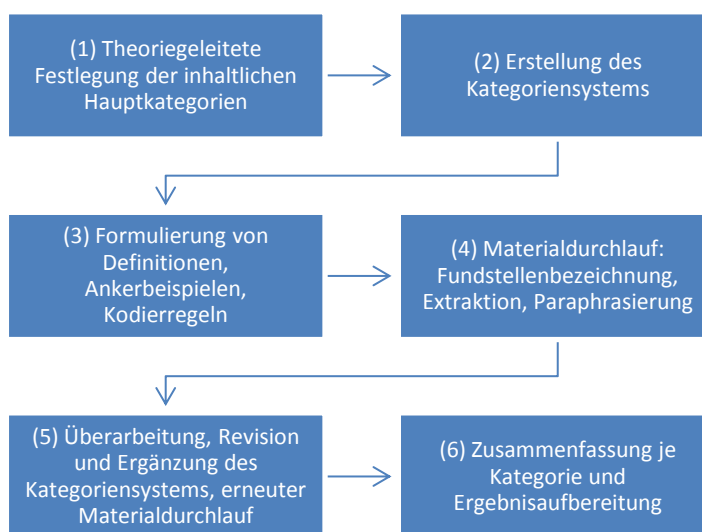 (1) Theoriegeleitete
Festlegung der inhaltlichen
Hauptkategorien
(2) Erstellung des
Kategoriensystems
(3) Formulierung von
Definitionen,
Ankerbeispielen,
Kodierregeln
(4) Materialdurchlauf:
Fundstellenbezeichnung,
Extraktion, Paraphrasierung
(5) Überarbeitung, Revision
und Ergänzung des
Kategoriensystems, erneuter
Materialdurchlauf
(6) Zusammenfassung je
Kategorie und
Ergebnisaufbereitung